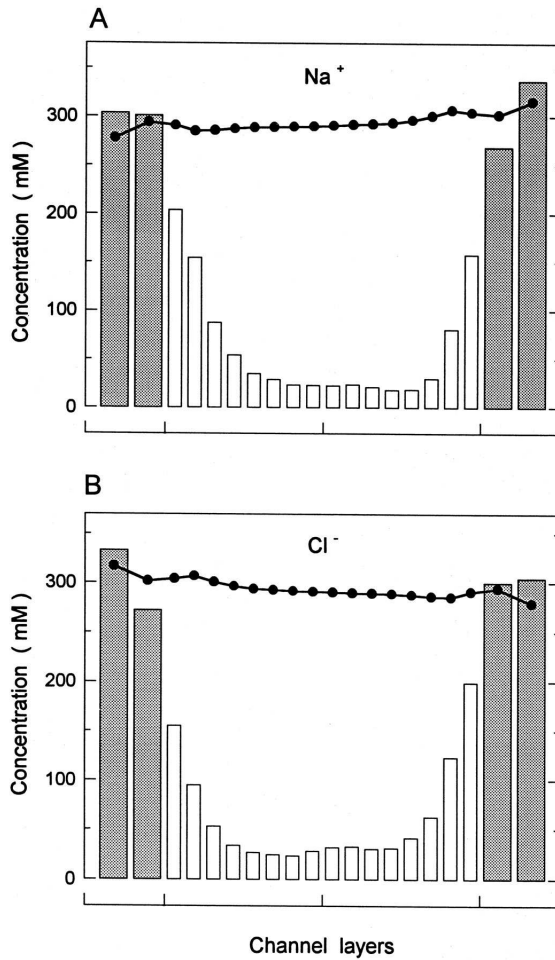 A
Na⁺
Concentration ( mM )
300
200
100
0
B
Cl⁻
Concentration ( mM )
300
200
100
0
Channel layers